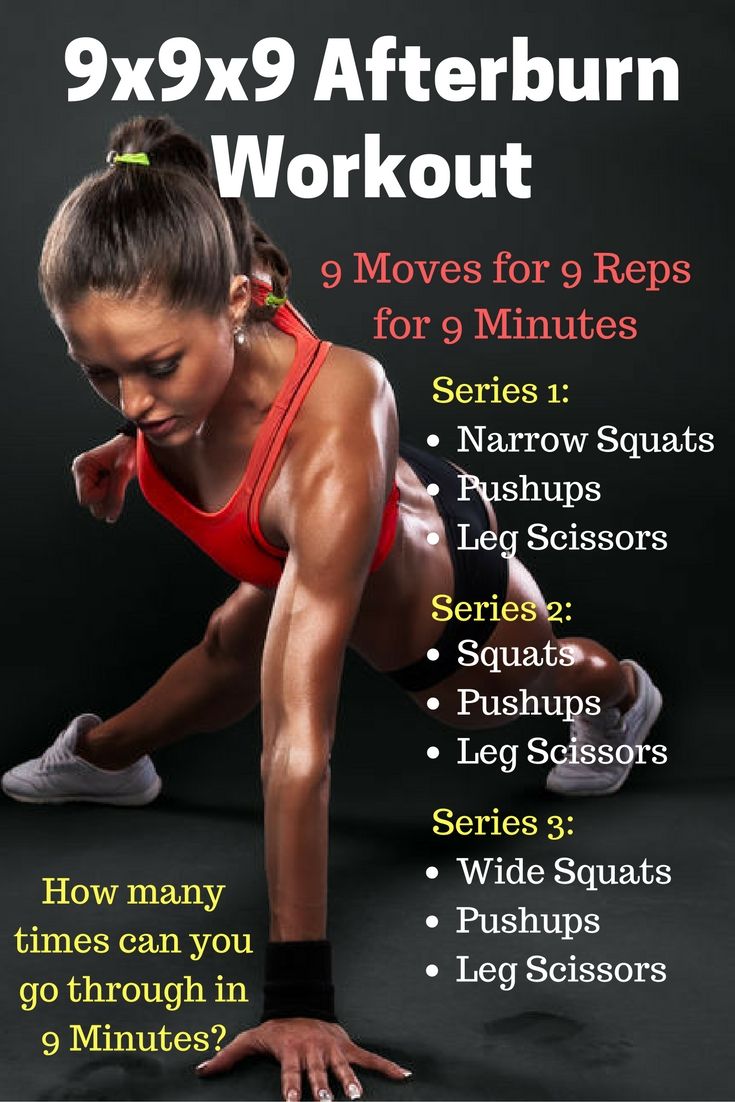 9x9x9 Afterburn
Workout
9 Moves for 9 Reps
for 9 Minutes
Series 1:
• Narrow Squats
• Pushups
• Leg Scissors
Series 2:
• Squats
• Pushups
• Leg Scissors
Series 3:
• Wide Squats
• Pushups
• Leg Scissors
How many
times can you
go through in
9 Minutes?